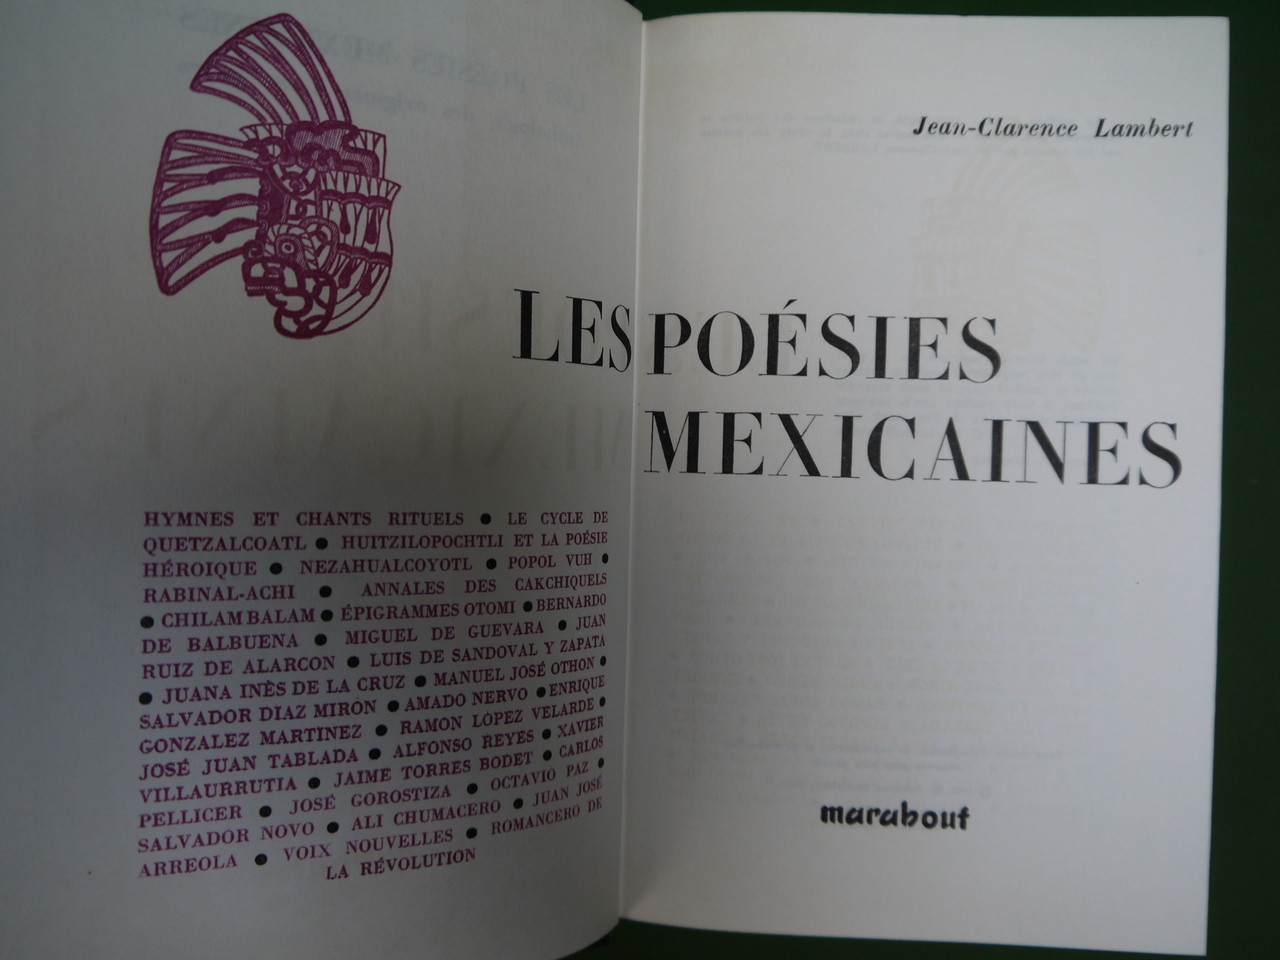 HYMNES ET CHANTS RITUELS ● LE CYCLE DE
QUETZALCOATL ● HUITZILOPOCHTLI ET LA POÉSIE
HÉROIQUE ● NEZAHUALCOYOTL ● POPOL VUH ●
RABINAL-ACHI ● ANNALES DES CAKCHIQUELS
● CHILAM BALAM ● ÉPIGRAMMES OTOMI ● BERNARDO
DE BALBUENA ● MIGUEL DE GUEVARA ● JUAN
RUIZ DE ALARCON ● LUIS DE SANDOVAL Y ZAPATA
● JUANA INÈS DE LA CRUZ ● MANUEL JOSÉ OTHON ●
SALVADOR DIAZ MIRÓN ● AMADO NERVO ● ENRIQUE
GONZALEZ MARTINEZ ● RAMON LÓPEZ VELARDE ●
JOSÉ JUAN TABLADA ● ALFONSO REYES ● XAVIER
VILLAURRUTIA ● JAIME TORRES BODET ● CARLOS
PELLICER ● JOSÉ GOROSTIZA ● OCTAVIO PAZ ●
SALVADOR NOVO ● ALI CHUMACERO ● JUAN JOSÉ
ARREOLA ● VOIX NOUVELLES ● ROMANCERO DE
LA RÉVOLUTION
Jean-Clarence Lambert
LES POÉSIES
MEXICAINES
marabout